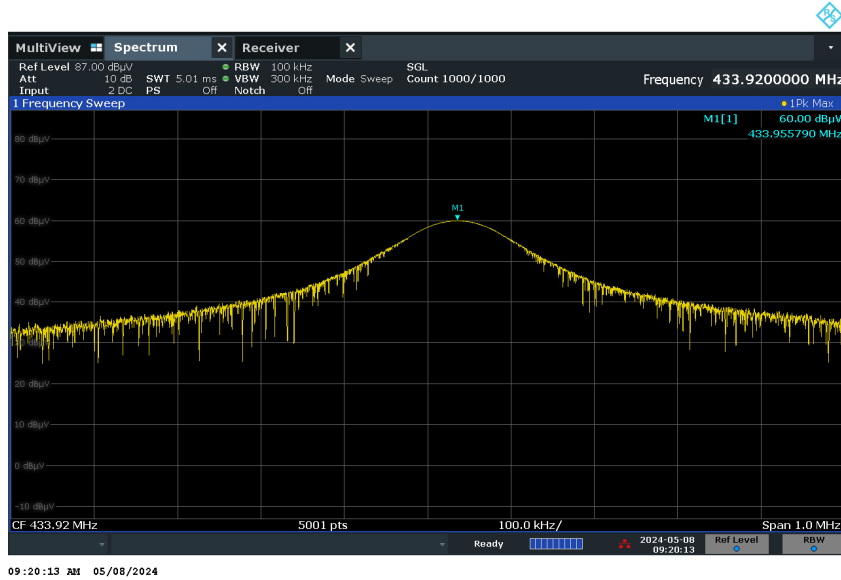 MultiView Spectrum X Receiver X
Ref Level 87.00 dBµV RBW 100 kHz SGL
Att 10 dB SWT 5.01 ms VBW 300 kHz Mode Sweep Count 1000/1000 Frequency 433.9200000 MHz
Input 2 DC PS Off Notch Off
1 Frequency Sweep 1Pk Max
M1[1] 60.00 dBµV
433.955790 MHz
80 dBµV
70 dBµV
M1
60 dBµV
50 dBµV
40 dBµV
20 dBµV
10 dBµV
0 dBµV
-10 dBµV
CF 433.92 MHz 5001 pts 100.0 kHz/ Span 1.0 MHz
Ready 2024-05-08 Ref Level RBW
09:20:13
09:20:13 AM 05/08/2024